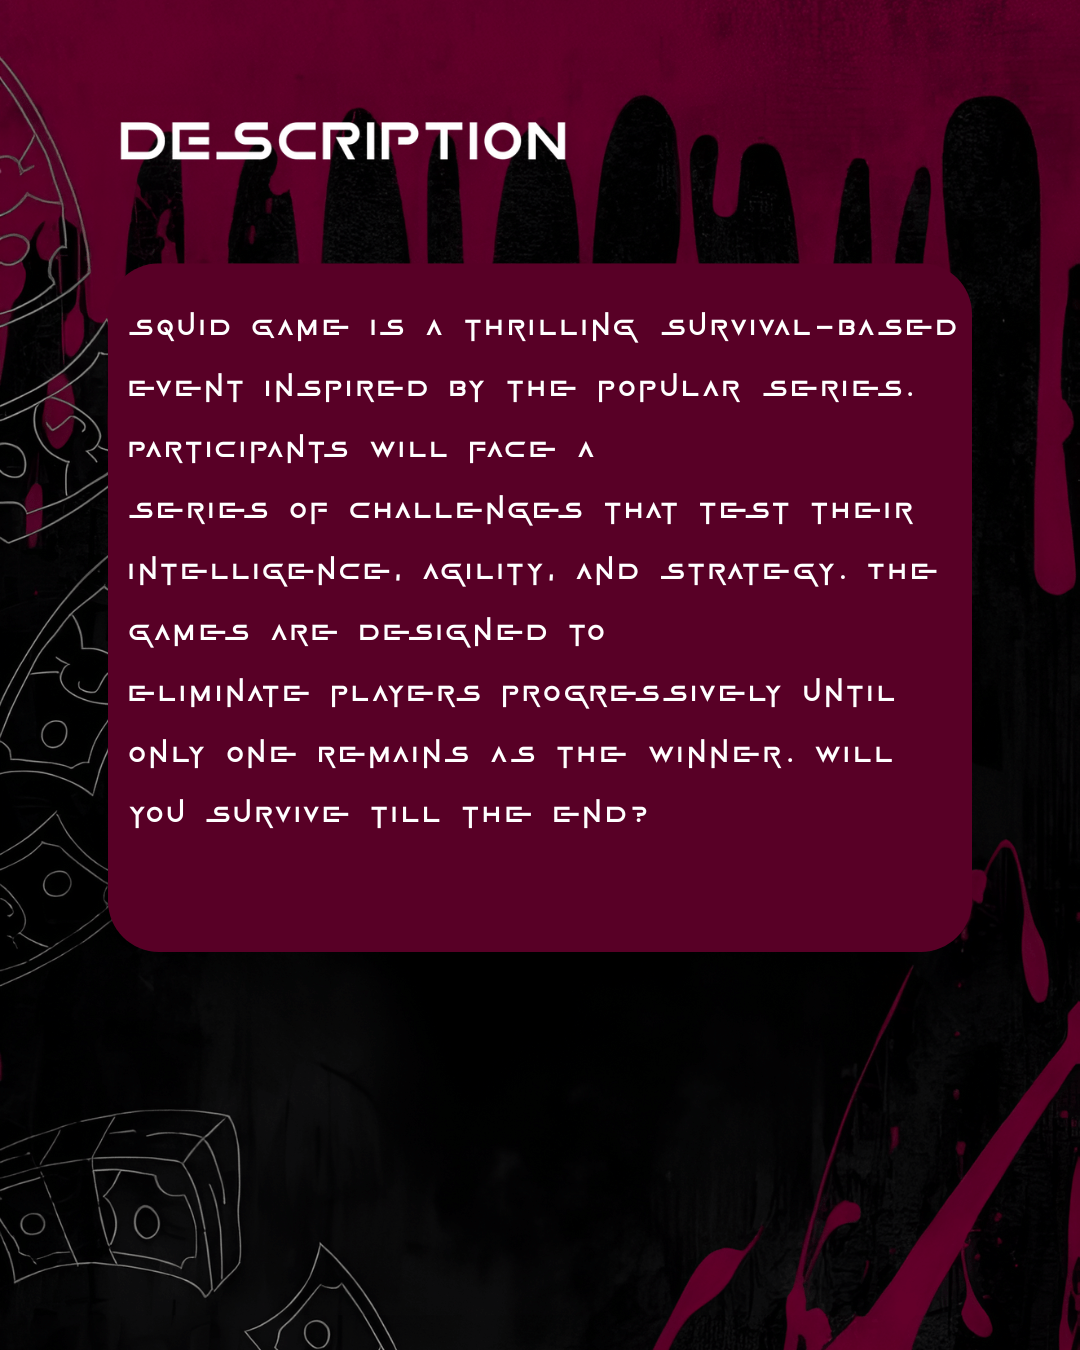 DESCRIPTION
SQUID GAME IS A THRILLING SURVIVAL-BASED
EVENT INSPIRED BY THE POPULAR SERIES.
PARTICIPANTS WILL FACE A
SERIES OF CHALLENGES THAT TEST THEIR
INTELLIGENCE, AGILITY, AND STRATEGY. THE
GAMES ARE DESIGNED TO
ELIMINATE PLAYERS PROGRESSIVELY UNTIL
ONLY ONE REMAINS AS THE WINNER. WILL
YOU SURVIVE TILL THE END?